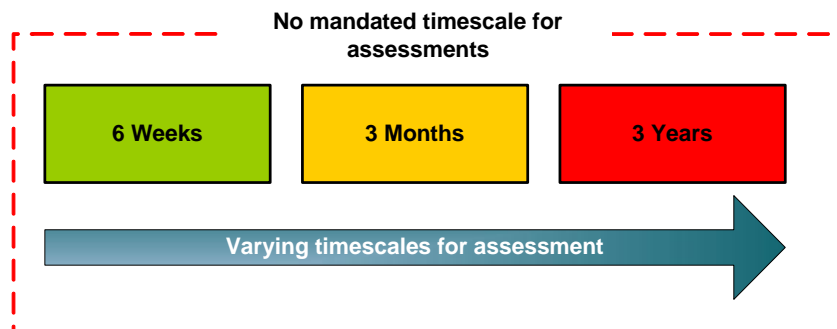 No mandated timescale for
assessments
6 Weeks
3 Months
3 Years
Varying timescales for assessment